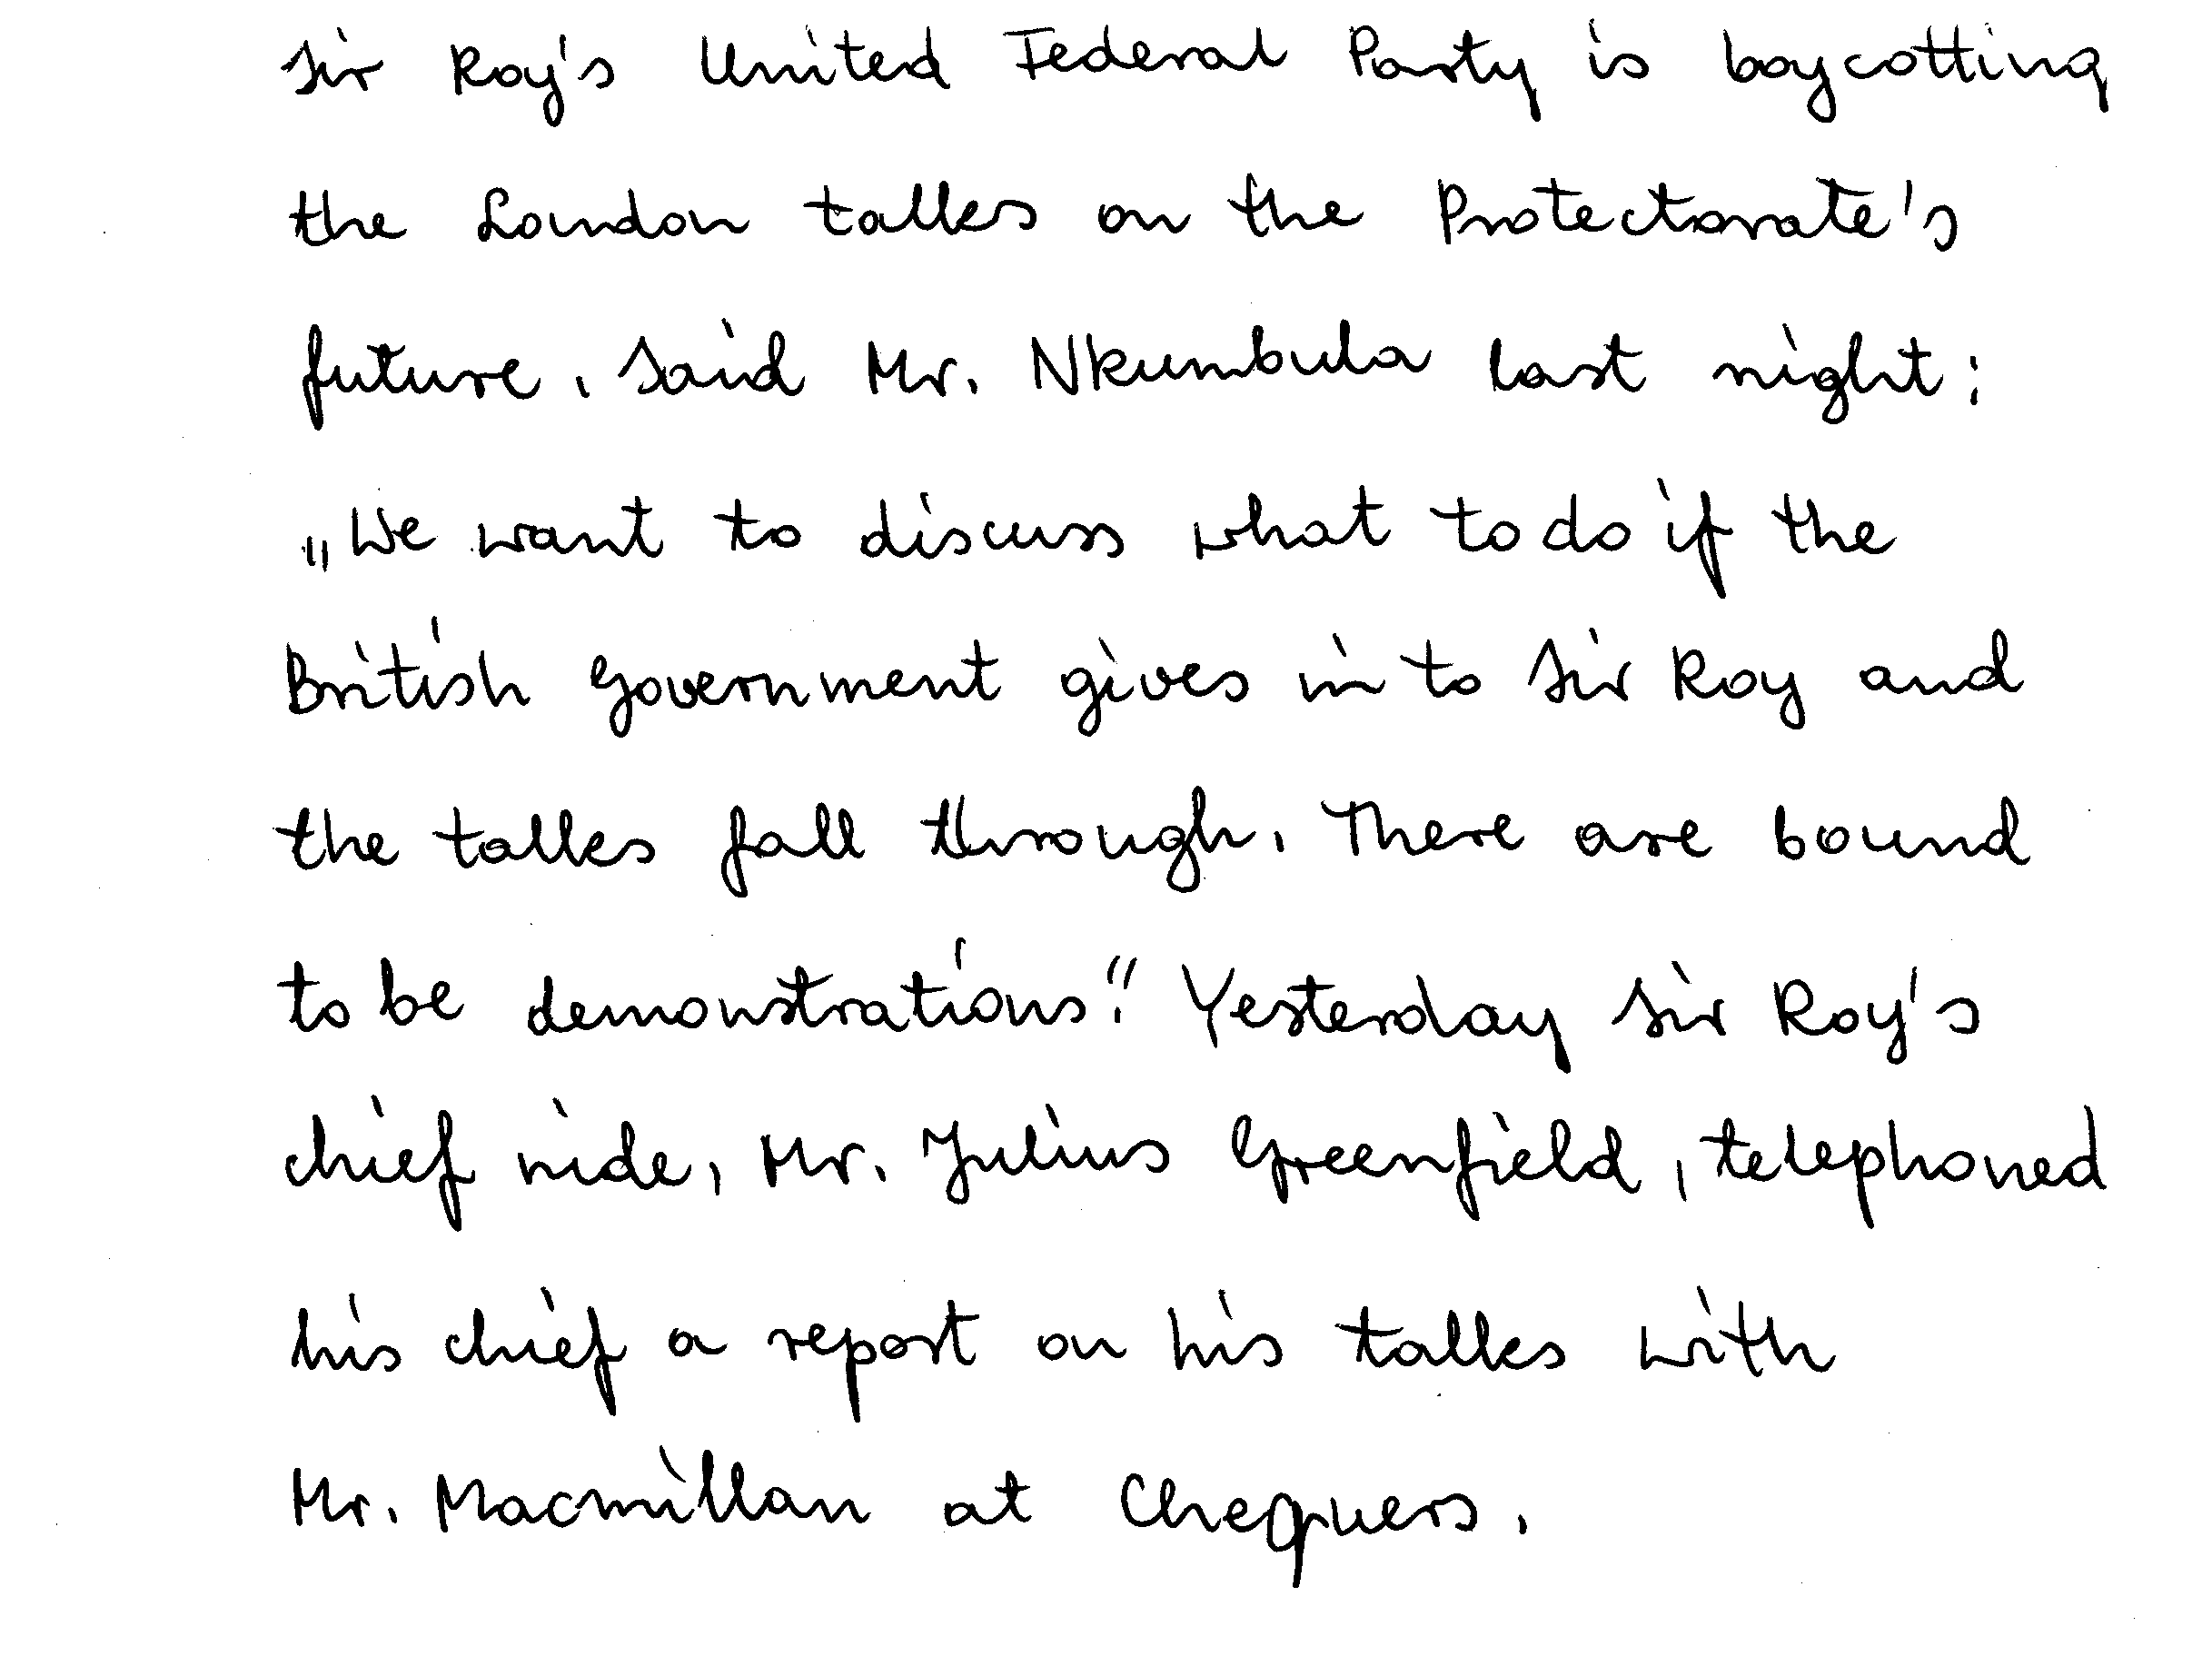 Sir Roy's United Federal Party is boycotting
the London talks on the Protectorate's
future. Said Mr. Nkumbula last night:
"We want to discuss what to do if the
British Government gives in to Sir Roy and
the talks fall through. There are bound
to be demonstrations." Yesterday Sir Roy's
chief aide, Mr. Julius Greenfield, telephoned
his chief a report on his talks with
Mr. Macmillan at Chequers.